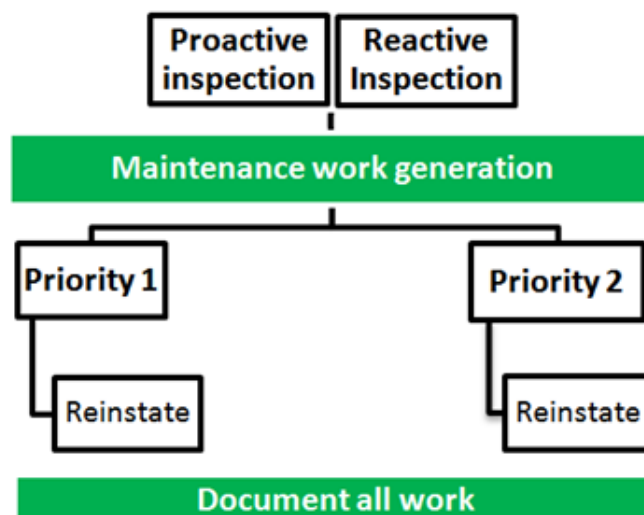 Proactive
inspection
Reactive
Inspection
Maintenance work generation
Priority 1
Priority 2
Reinstate
Reinstate
Document all work